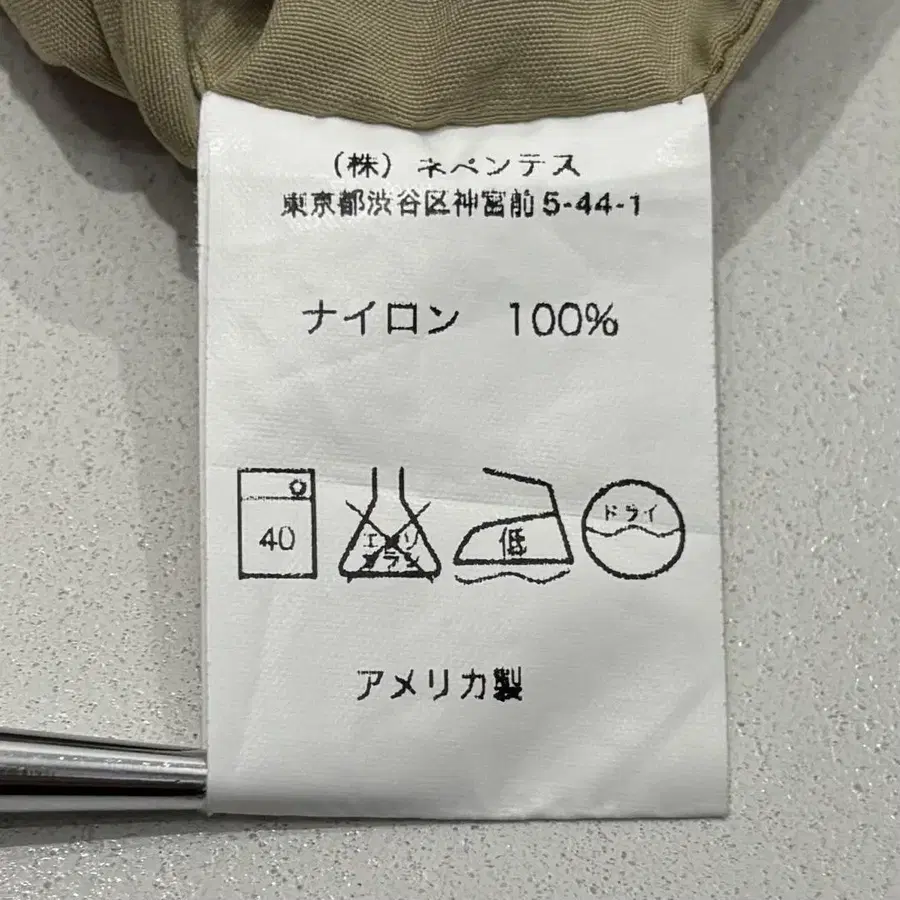 (株) ネペンテス
東京都渋谷区神宮前 5-44-1
ナイロン 100%
40
エンソ
サラシ
低
ドライ
アメリカ製